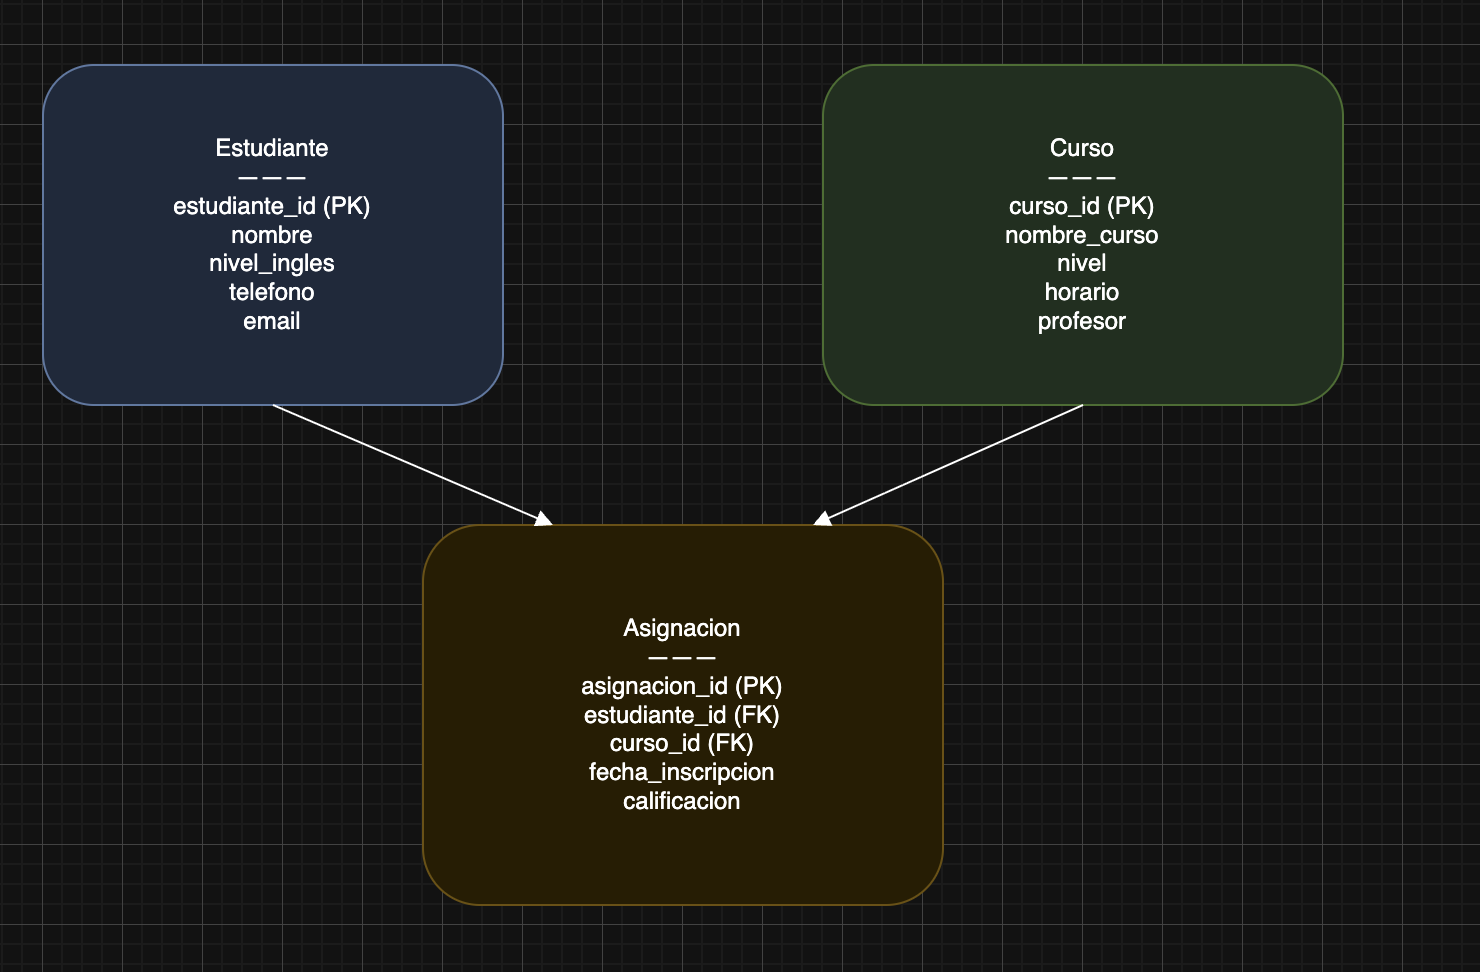 Estudiante
— — —
estudiante_id (PK)
nombre
nivel_ingles
telefono
email
Curso
— — —
curso_id (PK)
nombre_curso
nivel
horario
profesor
Asignacion
— — —
asignacion_id (PK)
estudiante_id (FK)
curso_id (FK)
fecha_inscripcion
calificacion